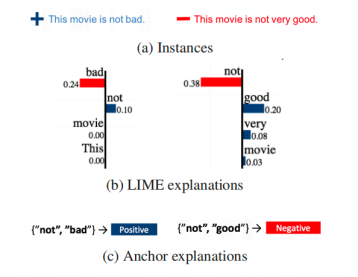 + This movie is not bad.
− This movie is not very good.
(a) Instances
bad
0.24
not
0.10
movie
0.00
This
0.00
not
0.38
good
0.20
very
0.08
movie
0.03
(b) LIME explanations
{"not", "bad"} → Positive
{"not", "good"} → Negative
(c) Anchor explanations